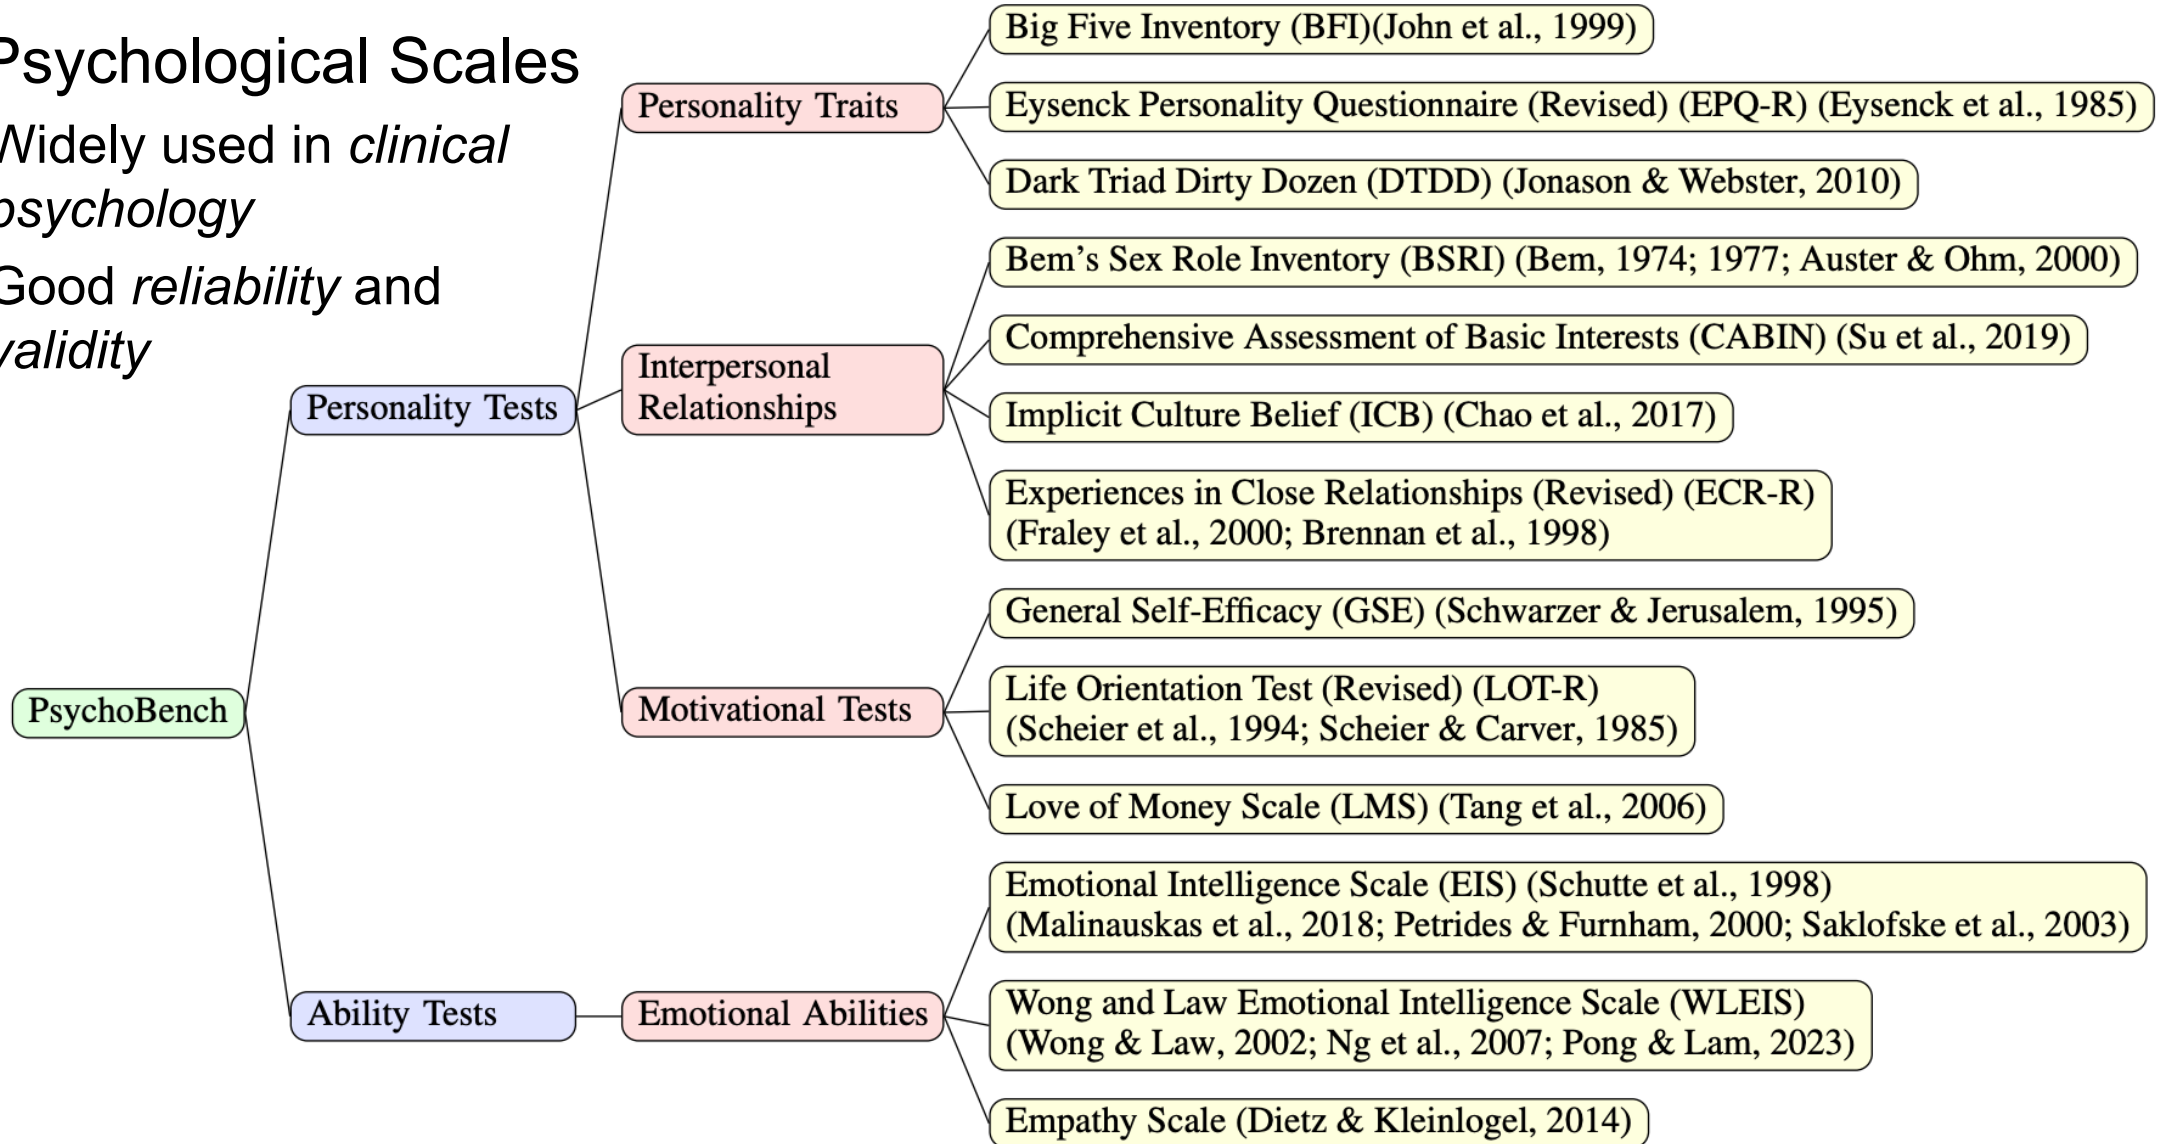 Psychological Scales
Widely used in clinical
psychology
Good reliability and
validity
PsychoBench
Personality Tests
Ability Tests
Personality Traits
Interpersonal
Relationships
Motivational Tests
Emotional Abilities
Big Five Inventory (BFI)(John et al., 1999)
Eysenck Personality Questionnaire (Revised) (EPQ-R) (Eysenck et al., 1985)
Dark Triad Dirty Dozen (DTDD) (Jonason & Webster, 2010)
Bem’s Sex Role Inventory (BSRI) (Bem, 1974; 1977; Auster & Ohm, 2000)
Comprehensive Assessment of Basic Interests (CABIN) (Su et al., 2019)
Implicit Culture Belief (ICB) (Chao et al., 2017)
Experiences in Close Relationships (Revised) (ECR-R)
(Fraley et al., 2000; Brennan et al., 1998)
General Self-Efficacy (GSE) (Schwarzer & Jerusalem, 1995)
Life Orientation Test (Revised) (LOT-R)
(Scheier et al., 1994; Scheier & Carver, 1985)
Love of Money Scale (LMS) (Tang et al., 2006)
Emotional Intelligence Scale (EIS) (Schutte et al., 1998)
(Malinauskas et al., 2018; Petrides & Furnham, 2000; Saklofske et al., 2003)
Wong and Law Emotional Intelligence Scale (WLEIS)
(Wong & Law, 2002; Ng et al., 2007; Pong & Lam, 2023)
Empathy Scale (Dietz & Kleinlogel, 2014)